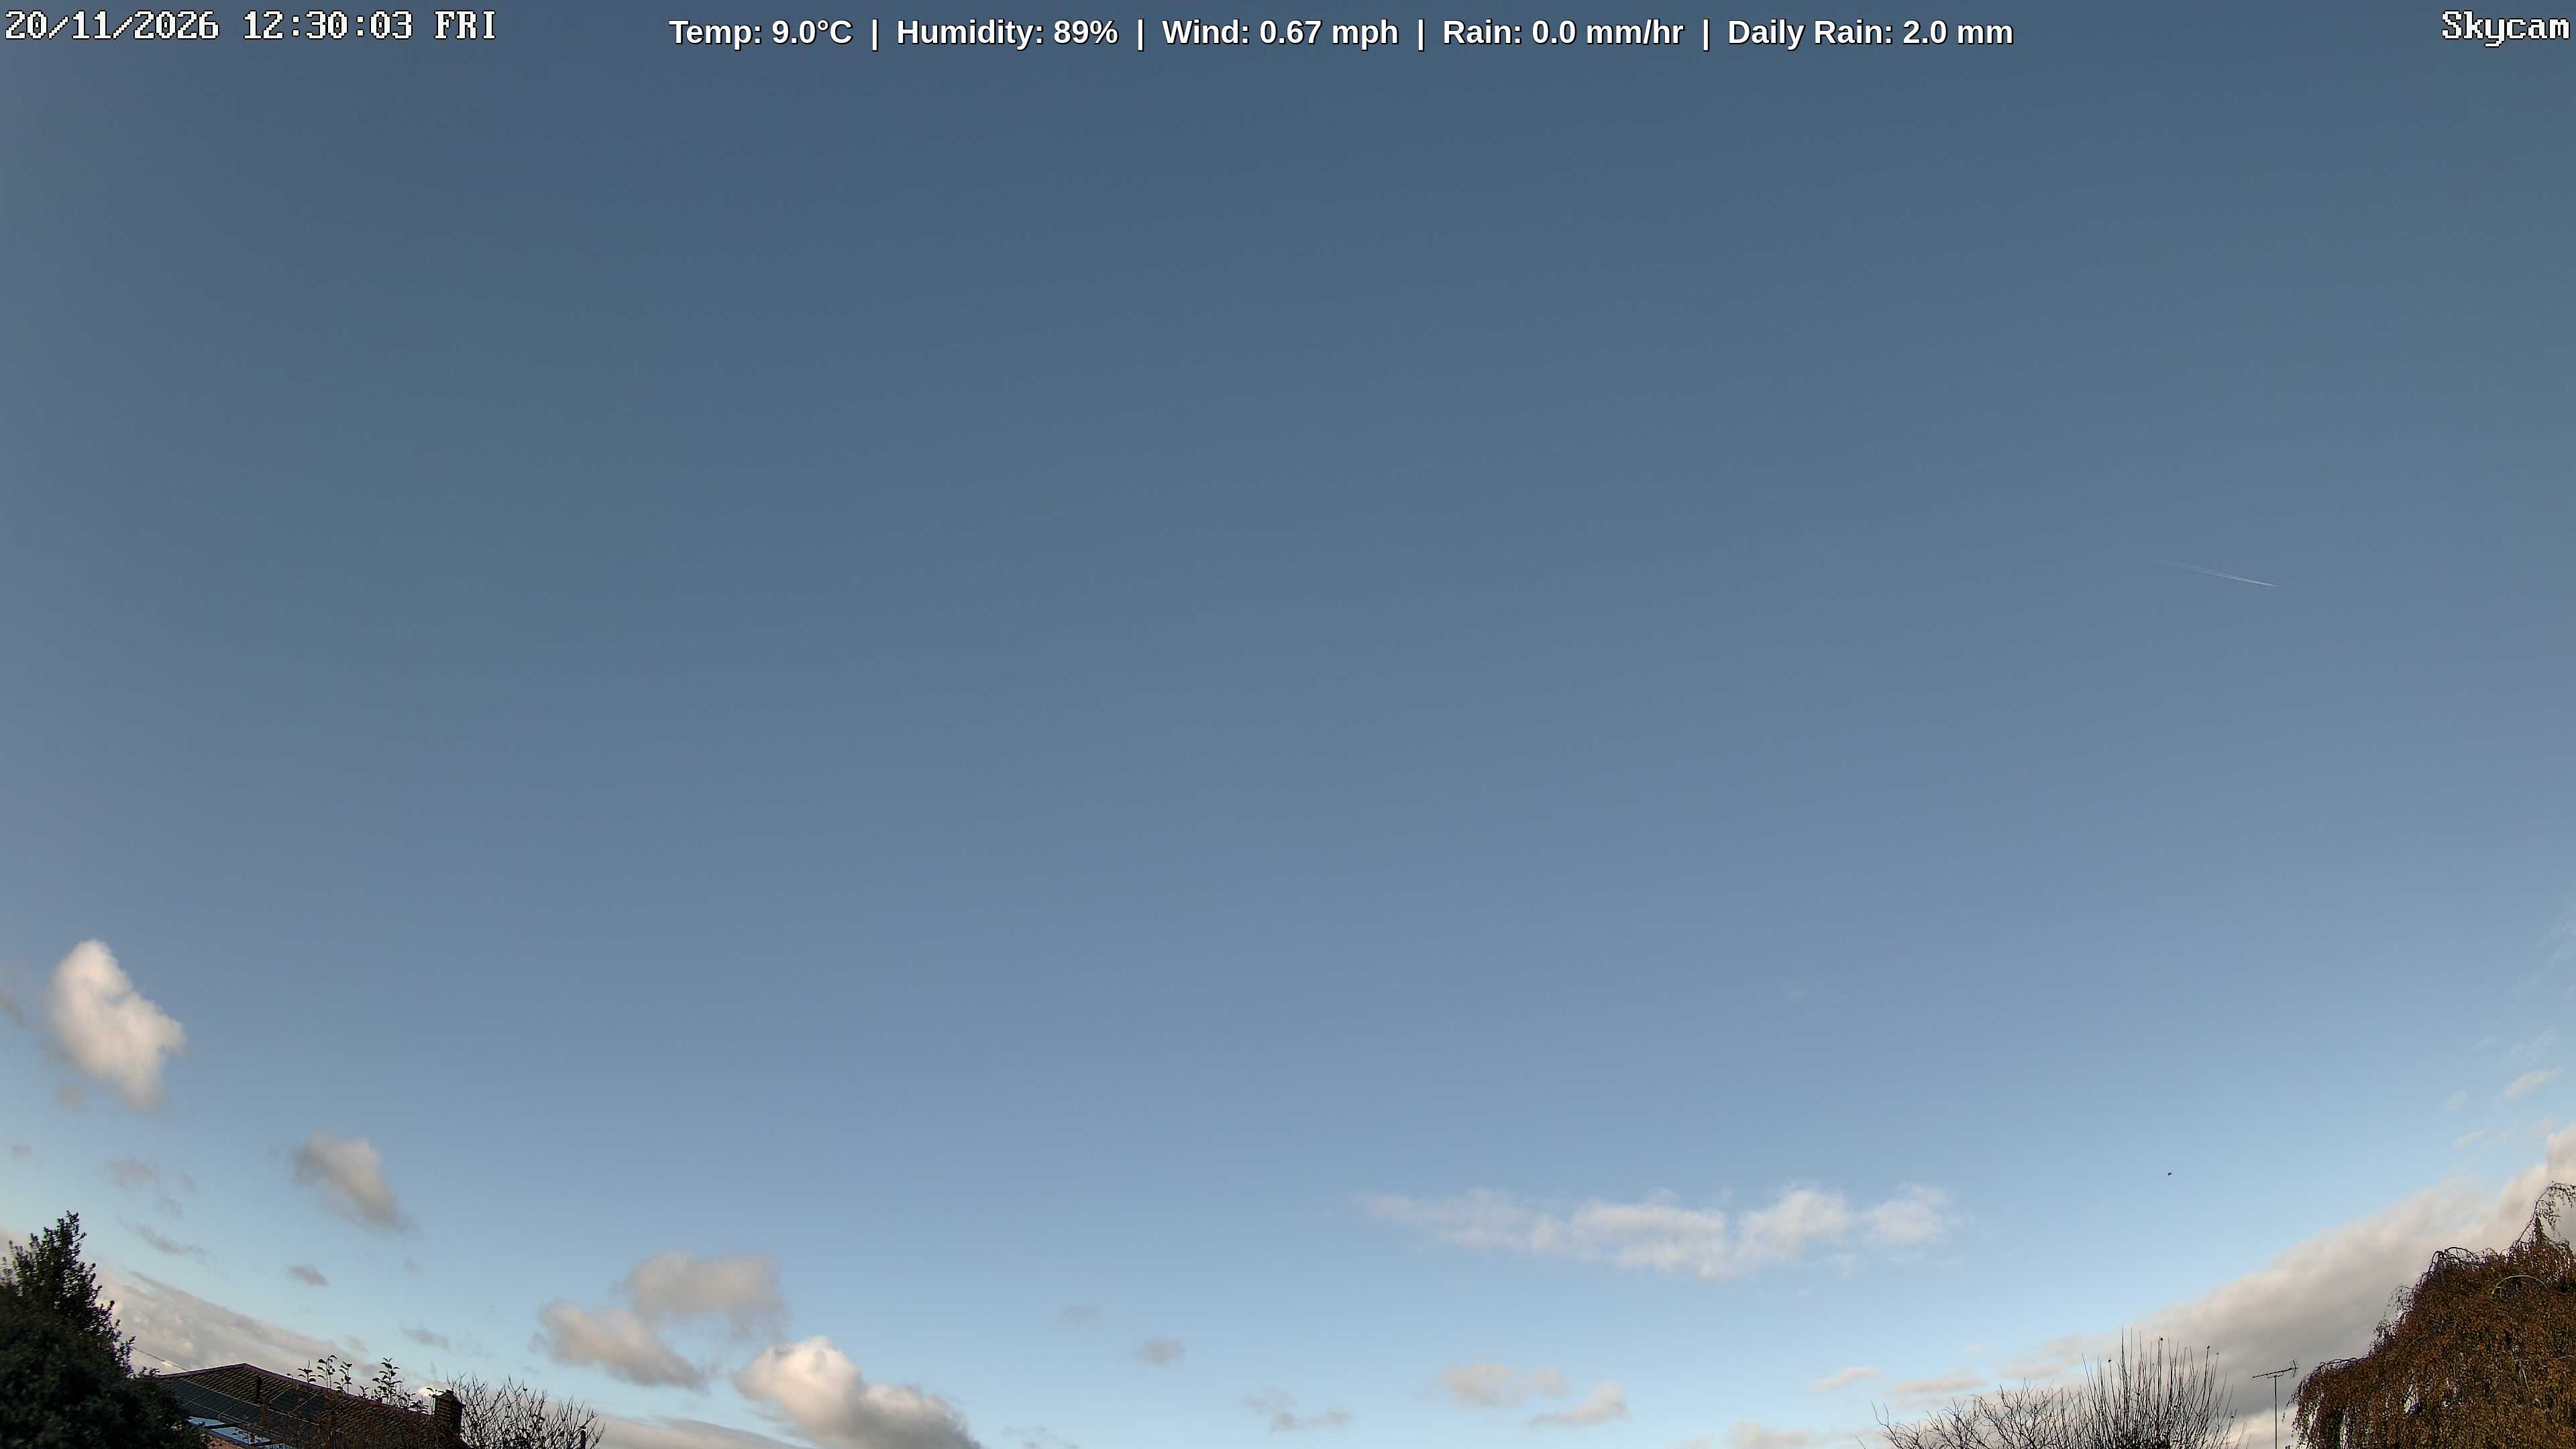 20/11/2026 12:30:03 FRI
Temp: 9.0°C | Humidity: 89% | Wind: 0.67 mph | Rain: 0.0 mm/hr | Daily Rain: 2.0 mm
Skycam